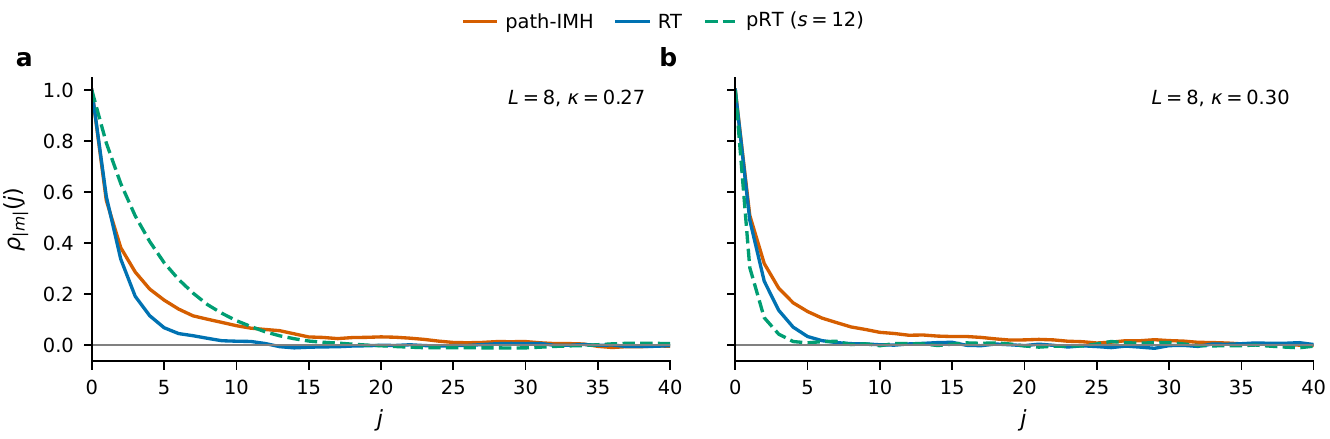 path-IMH RT pRT (s = 12)
a b
L = 8, κ = 0.27
L = 8, κ = 0.30
ρ|m|(j)
1.0
0.8
0.6
0.4
0.2
0.0
0 5 10 15 20 25 30 35 40
j
0 5 10 15 20 25 30 35 40
j